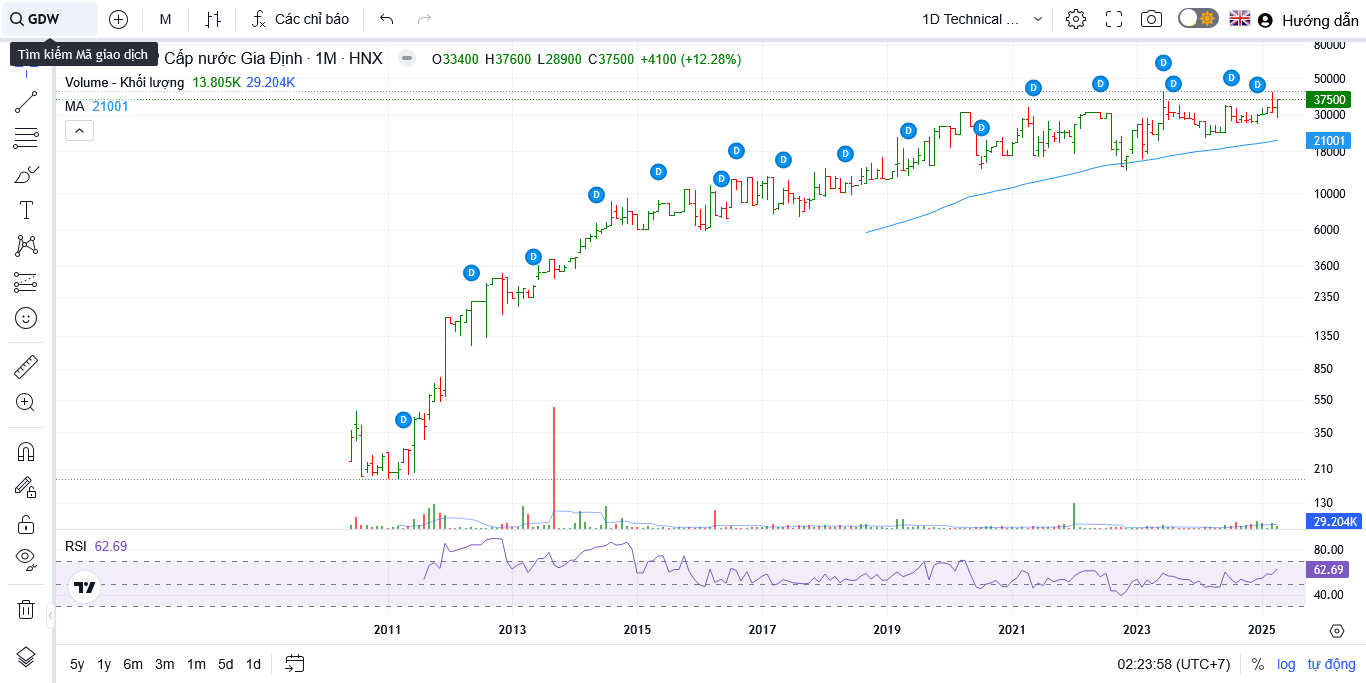 GDW
M
Các chỉ báo
1D Technical ...
Hướng dẫn
Tìm kiếm Mã giao dịch
Cấp nước Gia Định · 1M · HNX
O33400 H37600 L28900 C37500 +4100 (+12.28%)
Volume - Khối lượng 13.805K 29.204K
MA 21001
D D D D D D D D D D D D D D D D D D
80000
50000
37500
30000
21001
18000
10000
6000
3600
2350
1350
850
550
350
210
130
29.204K
RSI 62.69
80.00
62.69
40.00
2011 2013 2015 2017 2019 2021 2023 2025
5y 1y 6m 3m 1m 5d 1d
02:23:58 (UTC+7)
% log tự động